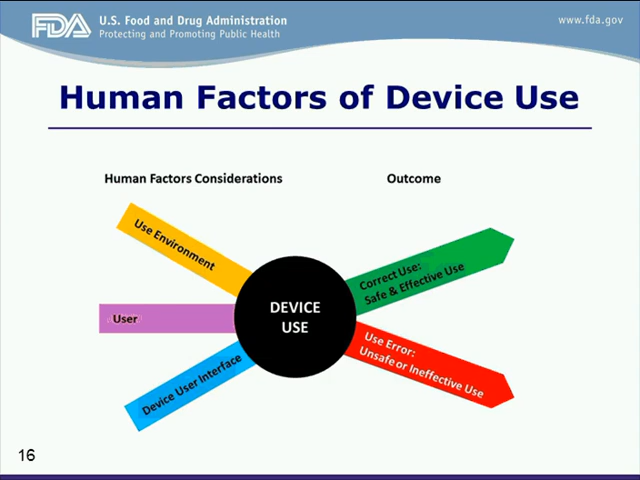 FDA
U.S. Food and Drug Administration
Protecting and Promoting Public Health
www.fda.gov
Human Factors of Device Use
Human Factors Considerations
Outcome
Use Environment
User
Device User Interface
DEVICE
USE
Correct Use:
Safe & Effective Use
Use Error:
Unsafe or Ineffective Use
16